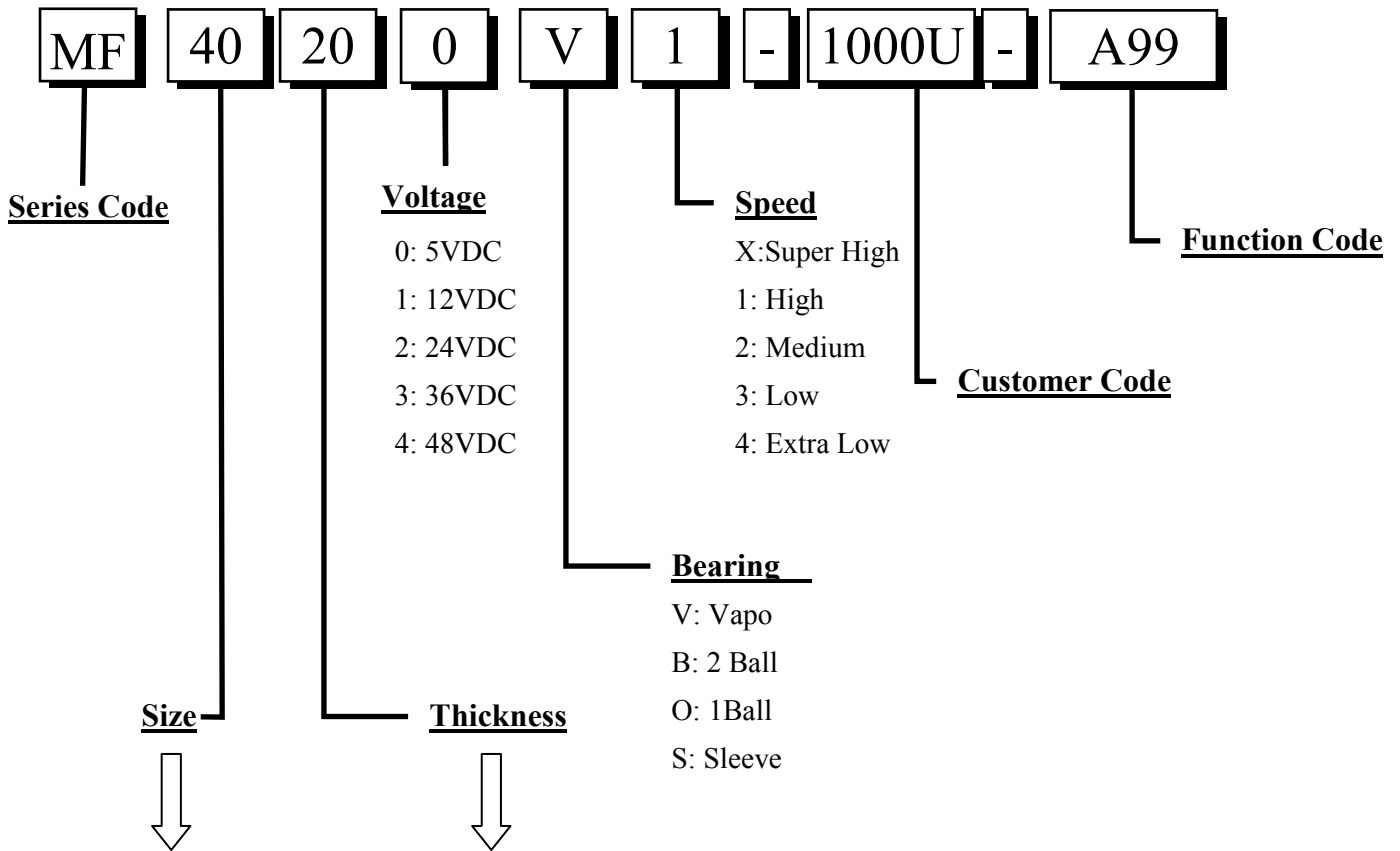 MF 40 20 0 V 1 - 1000U - A99
Series Code
Voltage
0: 5VDC
1: 12VDC
2: 24VDC
3: 36VDC
4: 48VDC
Speed
X:Super High
1: High
2: Medium
3: Low
4: Extra Low
Function Code
Customer Code
Bearing
V: Vapo
B: 2 Ball
O: 1Ball
S: Sleeve
Size
Thickness